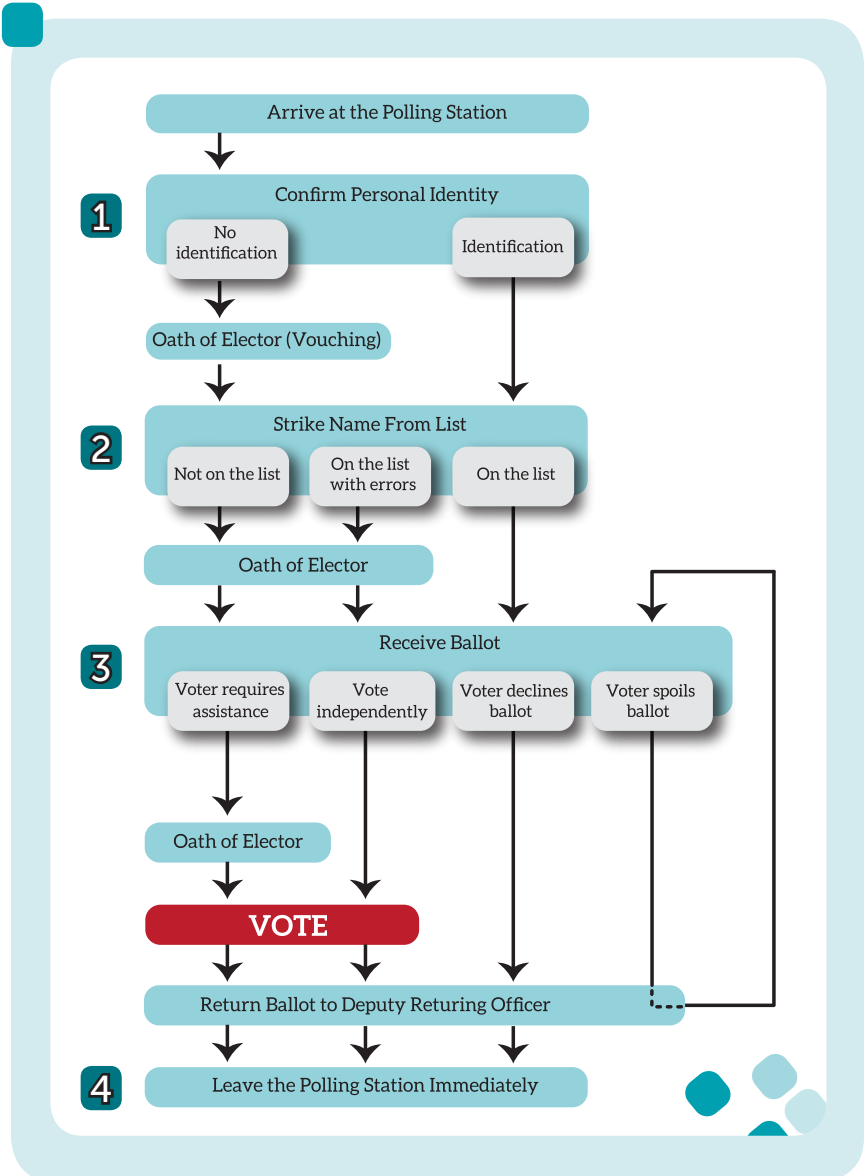 Arrive at the Polling Station
1
Confirm Personal Identity
No
identification
Identification
Oath of Elector (Vouching)
2
Strike Name From List
Not on the list
On the list
with errors
On the list
Oath of Elector
3
Receive Ballot
Voter requires
assistance
Vote
independently
Voter declines
ballot
Voter spoils
ballot
Oath of Elector
VOTE
Return Ballot to Deputy Returing Officer
4
Leave the Polling Station Immediately